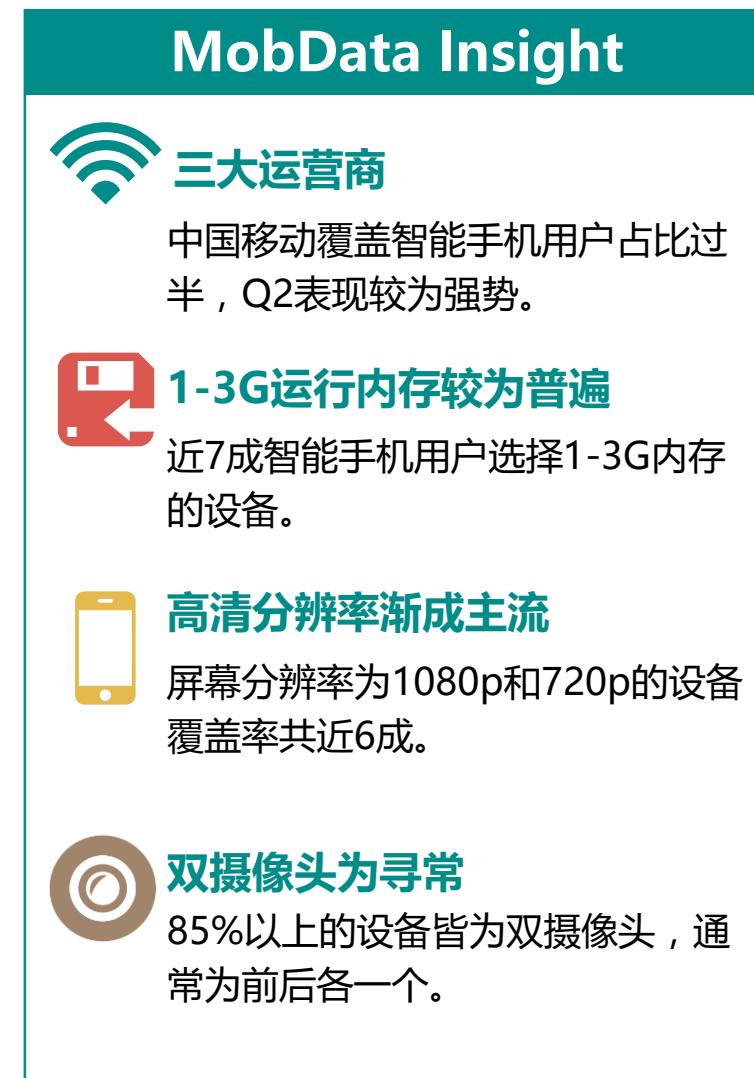 MobData Insight
三大运营商
中国移动覆盖智能手机用户占比过
半，Q2表现较为强势。
1-3G运行内存较为普遍
近7成智能手机用户选择1-3G内存
的设备。
高清分辨率渐成主流
屏幕分辨率为1080p和720p的设备
覆盖率共近6成。
双摄像头为寻常
85%以上的设备皆为双摄像头，通
常为前后各一个。